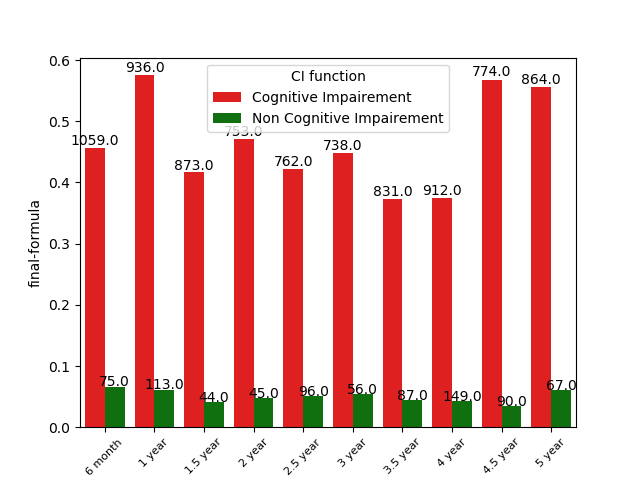 CI function
Cognitive Impairement
Non Cognitive Impairement
final-formula
0.6
0.5
0.4
0.3
0.2
0.1
0.0
1059.0
936.0
873.0
753.0
762.0
738.0
831.0
912.0
774.0
864.0
75.0
113.0
44.0
45.0
96.0
56.0
87.0
149.0
90.0
67.0
6 month
1 year
1.5 year
2 year
2.5 year
3 year
3.5 year
4 year
4.5 year
5 year